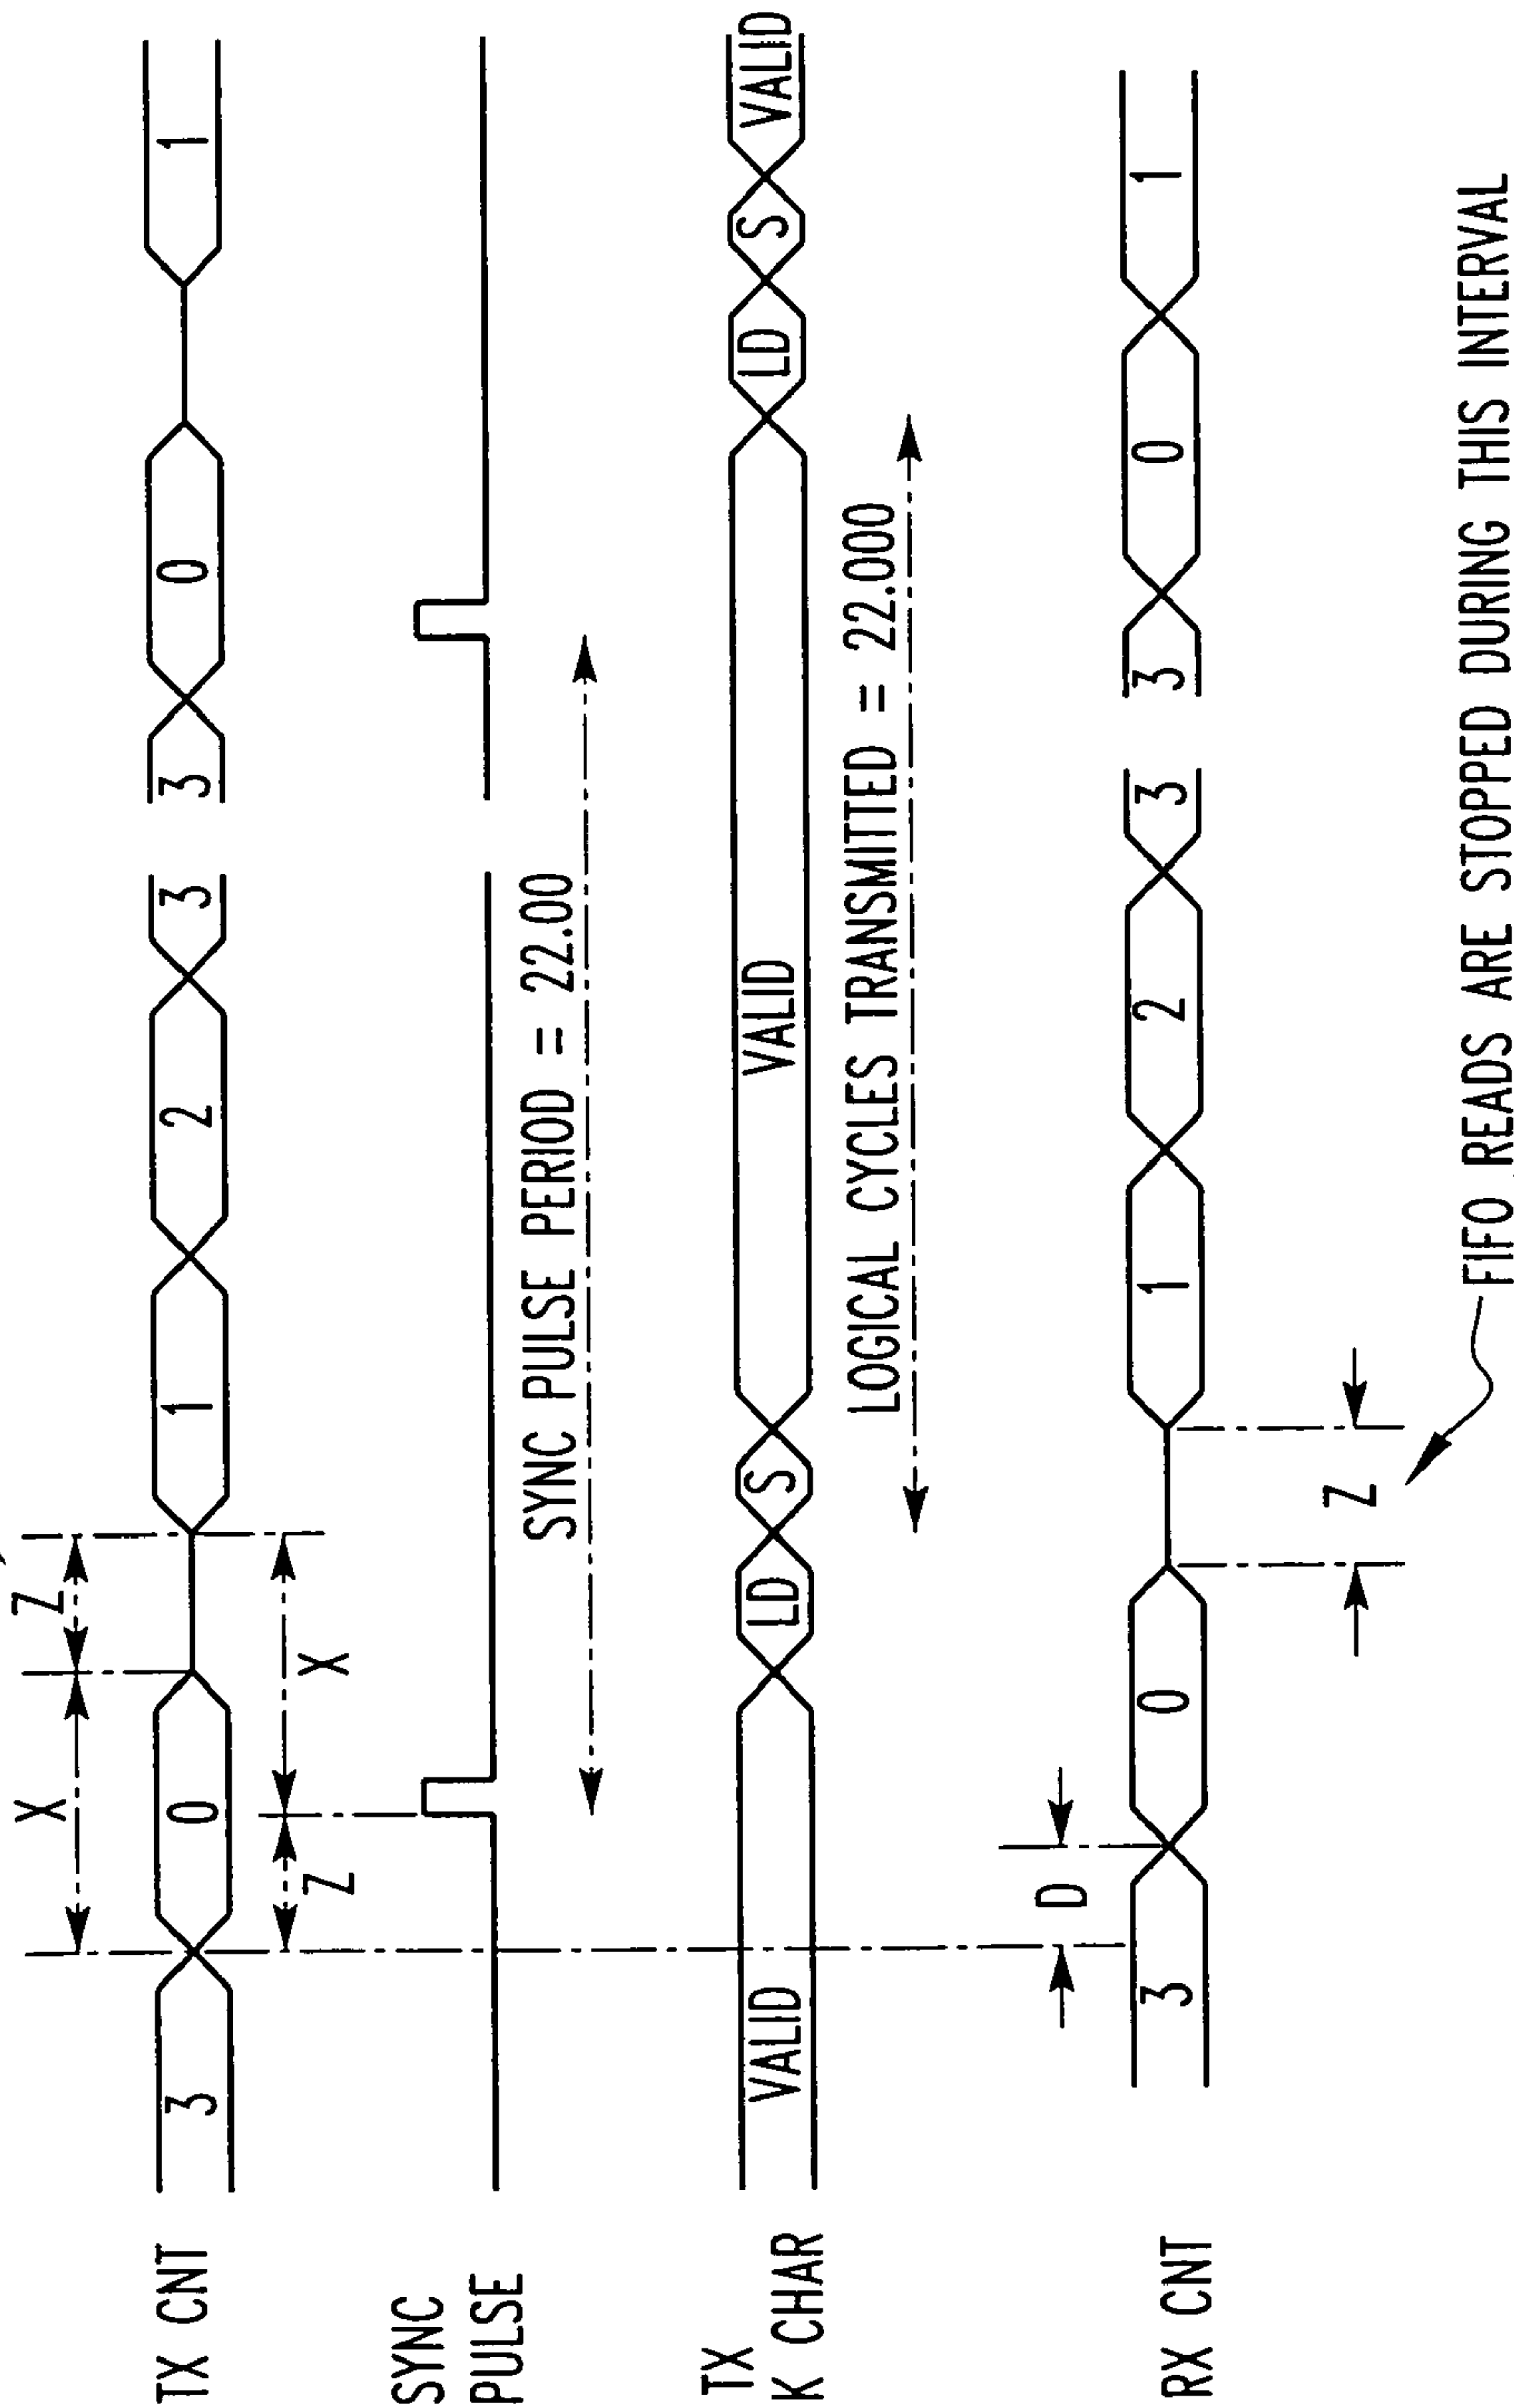 X
Z
TX CNT
3
0
1
2
3
3
0
1
Z
X
SYNC
PULSE
SYNC PULSE PERIOD = 22.00
TX
K CHAR
VALID
LD
S
VALID
LD
S
VALID
LOGICAL CYCLES TRANSMITTED = 22.000
D
RX CNT
3
0
1
2
3
3
0
1
Z
FIFO READS ARE STOPPED DURING THIS INTERVAL